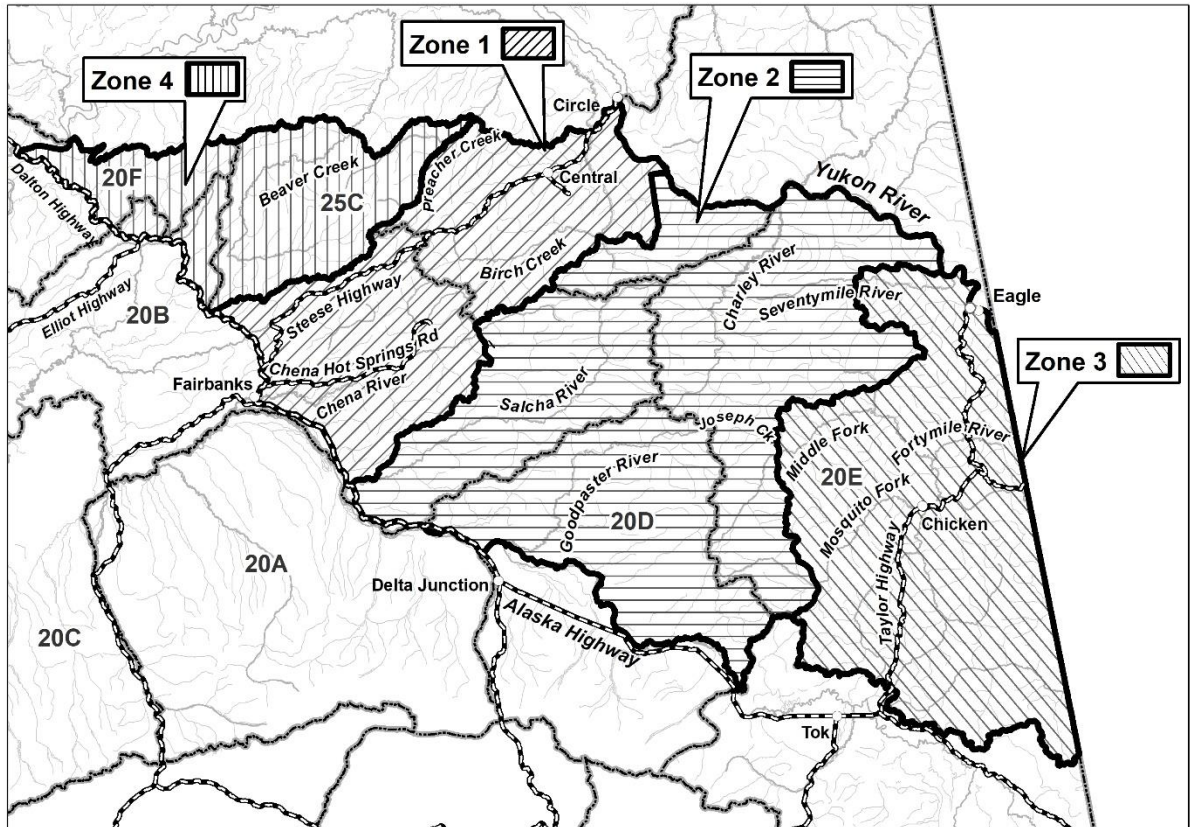 Zone 1
Zone 4
Zone 2
Circle
Yukon River
20F
Beaver Creek
Preacher Creek
Central
Dalton Highway
25C
Birch Creek
Charley River
Seventymile River
Eagle
Elliot Highway
20B
Steese Highway
Chena Hot Springs Rd
Zone 3
Fairbanks
Chena River
Salcha River
Joseph Ck
Middle Fork
Fortymile River
20E
Goodpaster River
Mosquito Fork
20D
Chicken
20A
Delta Junction
Alaska Highway
Taylor Highway
20C
Tok